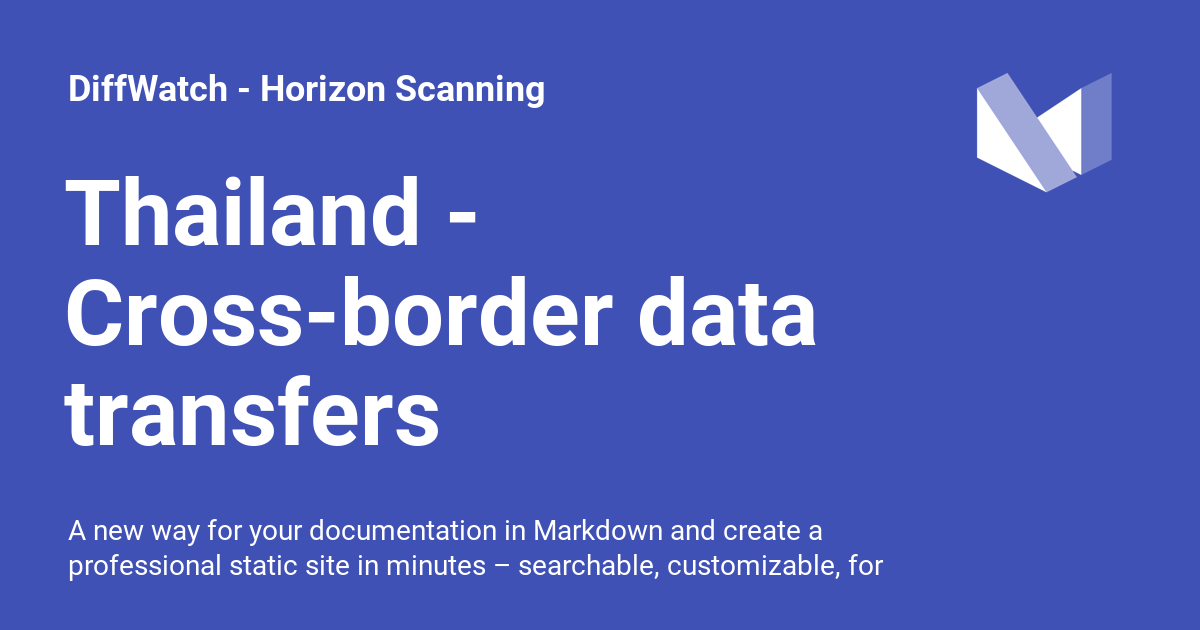 DiffWatch - Horizon Scanning
Thailand -
Cross-border data
transfers
A new way for your documentation in Markdown and create a
professional static site in minutes – searchable, customizable, for